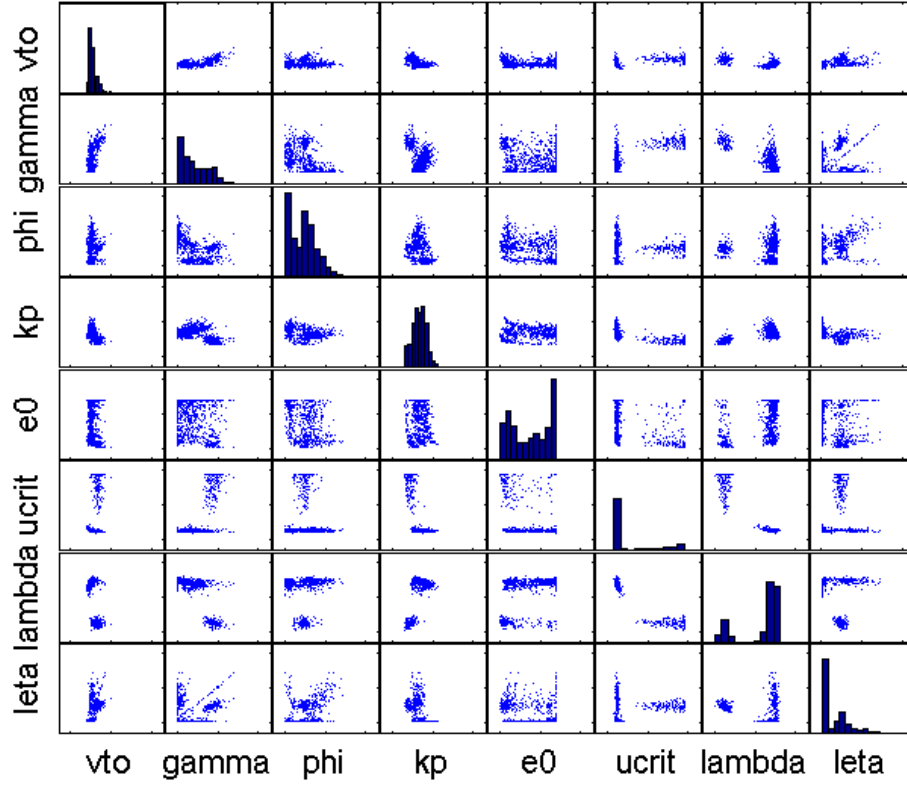 vto
gamma
phi
kp
e0
ucrit
lambda
leta
vto gamma phi kp e0 ucrit lambda leta